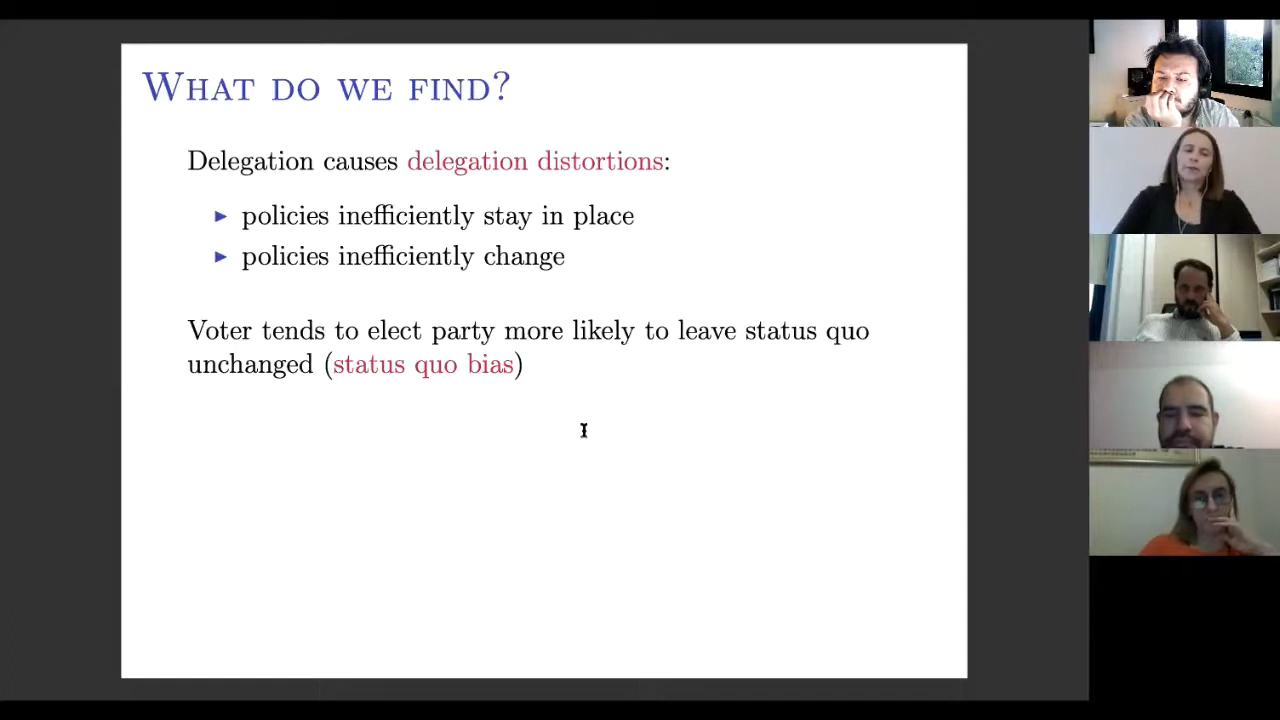 WHAT DO WE FIND?
Delegation causes delegation distortions:
▶ policies inefficiently stay in place
▶ policies inefficiently change
Voter tends to elect party more likely to leave status quo
unchanged (status quo bias)